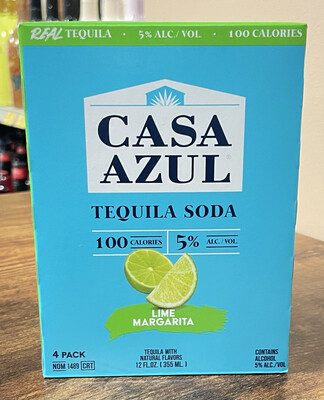 REAL TEQUILA • 5% ALC./VOL. • 100 CALORIES
CASA
AZUL
TEQUILA SODA
100 CALORIES 5% ALC./VOL.
LIME
MARGARITA
4 PACK
NOM 1489 CRT
TEQUILA WITH
NATURAL FLAVORS
12 FL.OZ. ( 355 ML. )
CONTAINS
ALCOHOL
5% ALC./VOL